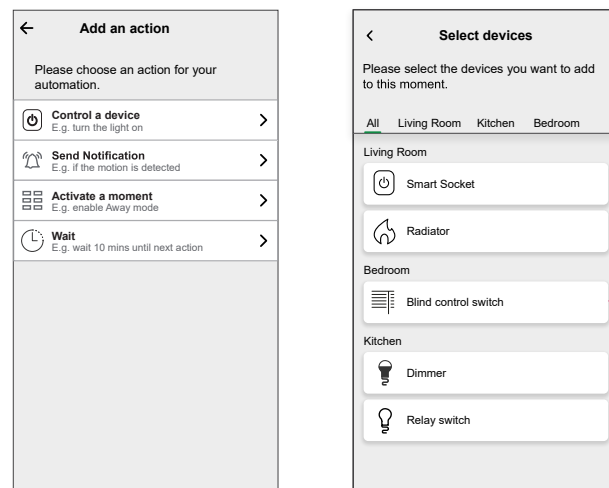 Add an action
Please choose an action for your
automation.
Control a device
E.g. turn the light on
Send Notification
E.g. if the motion is detected
Activate a moment
E.g. enable Away mode
Wait
E.g. wait 10 mins until next action
Select devices
Please select the devices you want to add
to this moment.
All Living Room Kitchen Bedroom
Living Room
Smart Socket
Radiator
Bedroom
Blind control switch
Kitchen
Dimmer
Relay switch